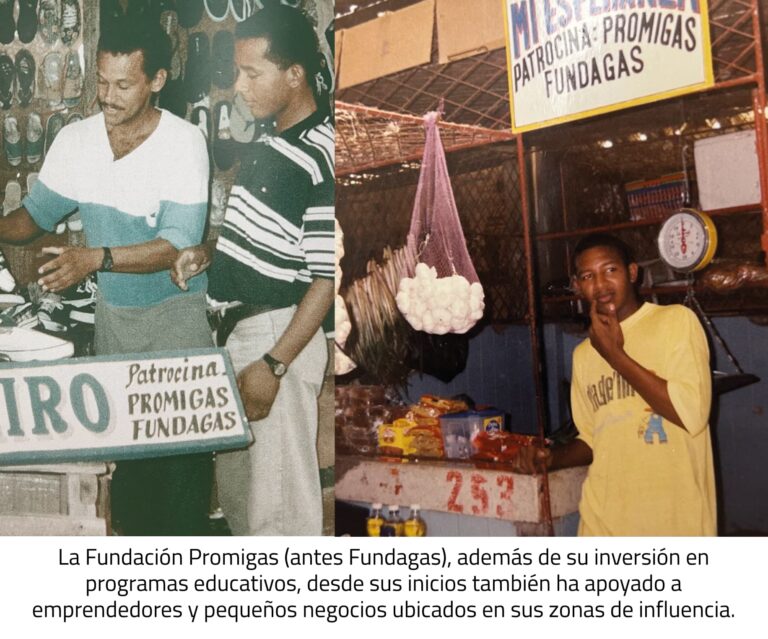 IRO
Patrocina:
PROMIGAS
FUNDAGAS
MI ESPERANZA
PATROCINA: PROMIGAS
FUNDAGAS
253
La Fundación Promigas (antes Fundagas), además de su inversión en
programas educativos, desde sus inicios también ha apoyado a
emprendedores y pequeños negocios ubicados en sus zonas de influencia.